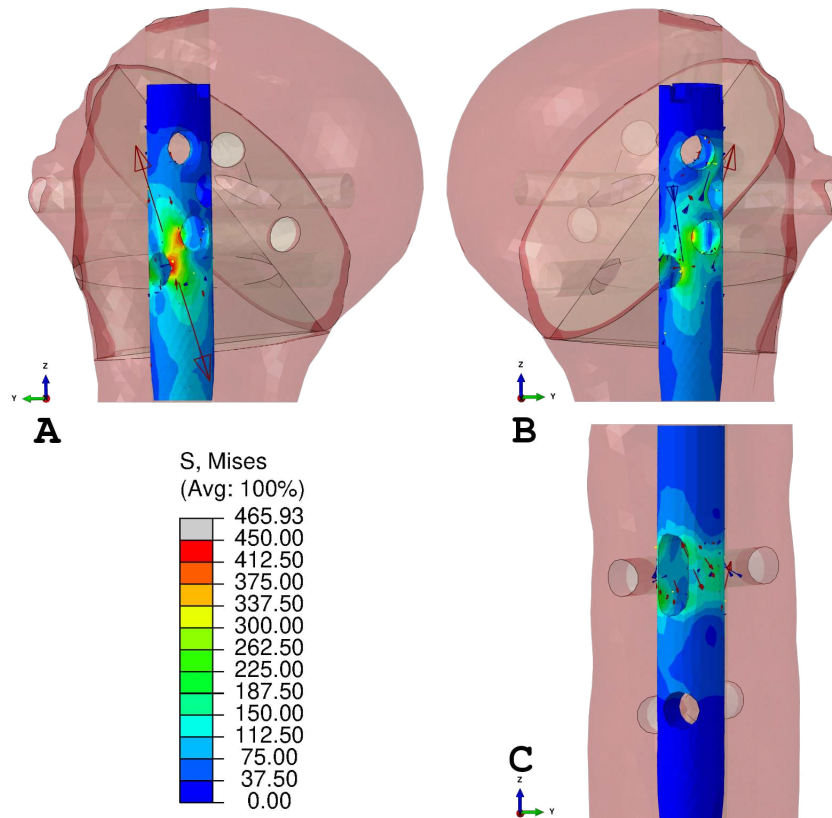 Z
Y
X
A
Z
Y
B
S, Mises
(Avg: 100%)
465.93
450.00
412.50
375.00
337.50
300.00
262.50
225.00
187.50
150.00
112.50
75.00
37.50
0.00
C
Z
Y